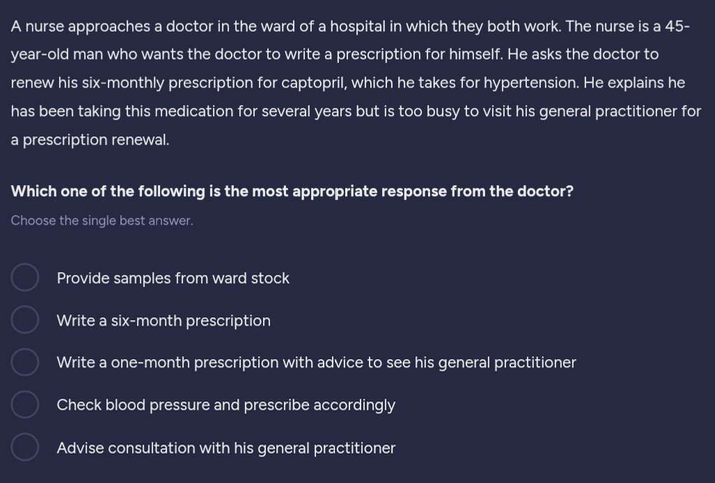 A nurse approaches a doctor in the ward of a hospital in which they both work. The nurse is a 45-
year-old man who wants the doctor to write a prescription for himself. He asks the doctor to
renew his six-monthly prescription for captopril, which he takes for hypertension. He explains he
has been taking this medication for several years but is too busy to visit his general practitioner for
a prescription renewal.
Which one of the following is the most appropriate response from the doctor?
Choose the single best answer.
Provide samples from ward stock
Write a six-month prescription
Write a one-month prescription with advice to see his general practitioner
Check blood pressure and prescribe accordingly
Advise consultation with his general practitioner